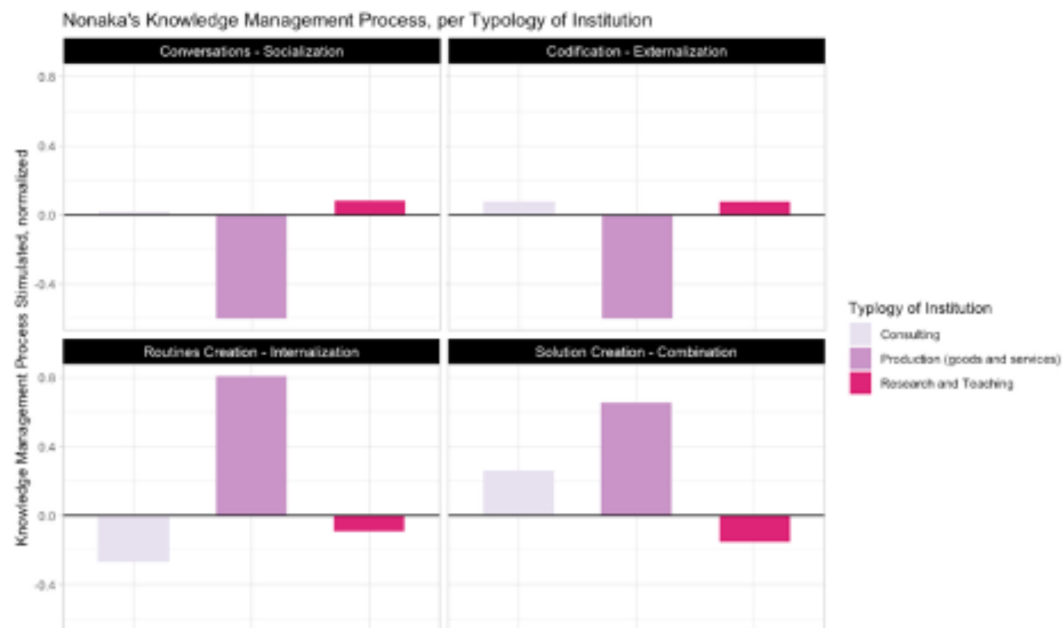 Nonaka's Knowledge Management Process, per Typology of Institution
Conversations - Socialization
Codification - Externalization
0.8
0.4
0.0
-0.4
Routines Creation - Internalization
Solution Creation - Combination
0.8
0.4
0.0
-0.4
Knowledge Management Process Stimulated, normalized
Typlogy of Institution
Consulting
Production (goods and services)
Research and Teaching